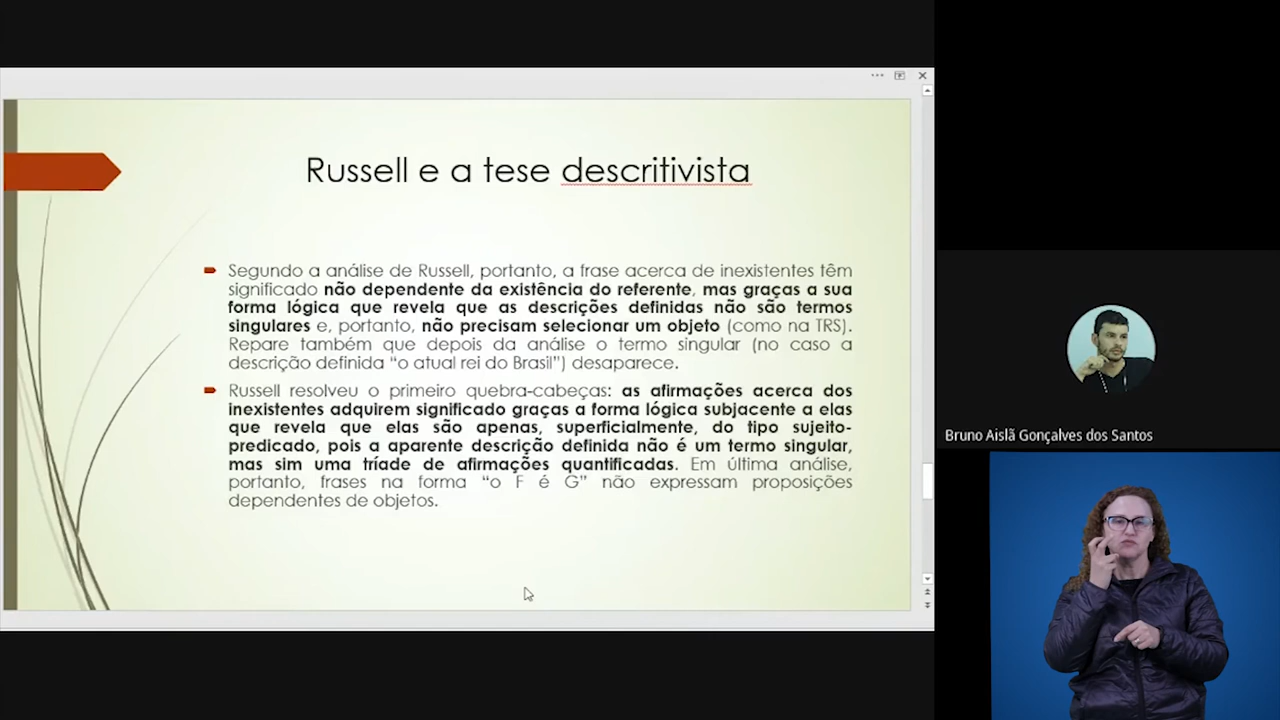 Russell e a tese descritivista
Segundo a análise de Russell, portanto, a frase acerca de inexistentes têm
significado não dependente da existência do referente, mas graças a sua
forma lógica que revela que as descrições definidas não são termos
singulares e, portanto, não precisam selecionar um objeto (como na TRS).
Repare também que depois da análise o termo singular (no caso a
descrição definida “o atual rei do Brasil”) desaparece.
Russell resolveu o primeiro quebra-cabeças: as afirmações acerca dos
inexistentes adquirem significado graças a forma lógica subjacente a elas
que revela que elas são apenas, superficialmente, do tipo sujeito-
predicado, pois a aparente descrição definida não é um termo singular,
mas sim uma tríade de afirmações quantificadas. Em última análise,
portanto, frases na forma “o F é G” não expressam proposições
dependentes de objetos.
Bruno Aislã Gonçalves dos Santos